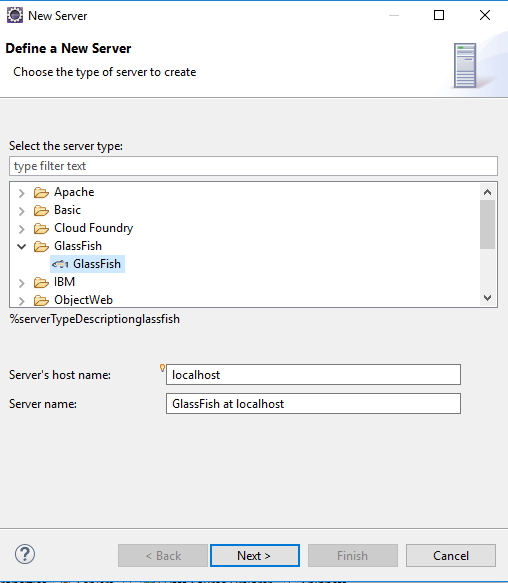 New Server
Define a New Server
Choose the type of server to create
Select the server type:
type filter text
Apache
Basic
Cloud Foundry
GlassFish
GlassFish
IBM
ObjectWeb
%serverTypeDescriptionglassfish
Server's host name:
localhost
Server name:
GlassFish at localhost
< Back
Next >
Finish
Cancel